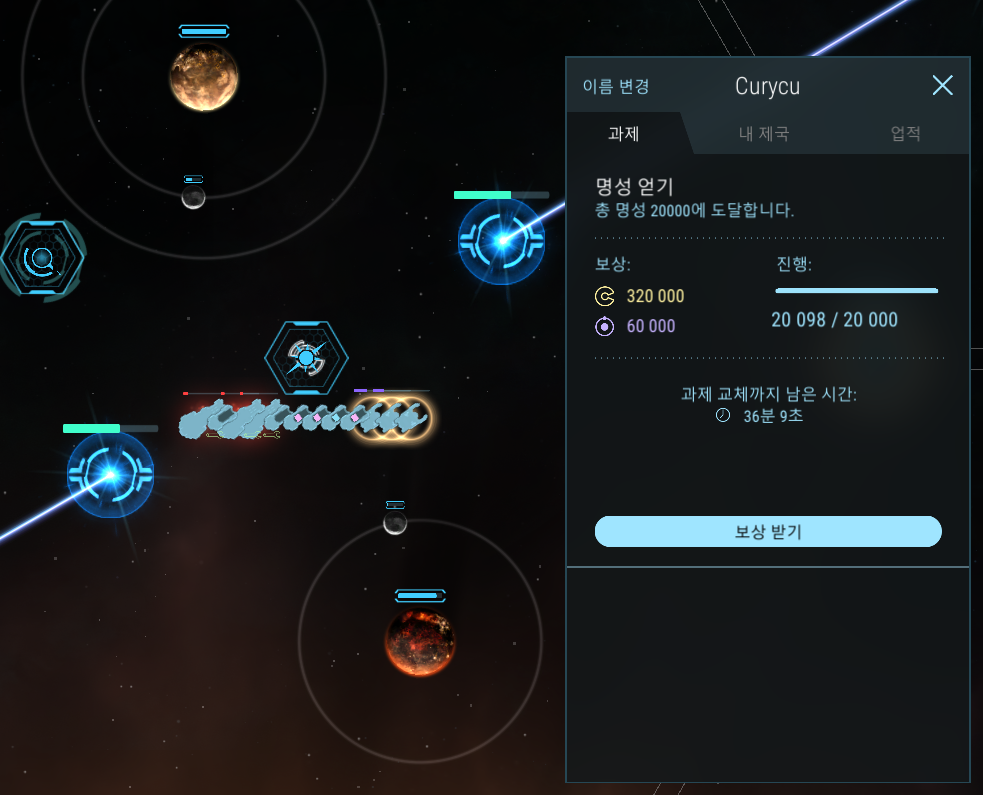 이름 변경
Curycu
과제
내 제국
업적
명성 얻기
총 명성 20000에 도달합니다.
보상:
진행:
320 000
60 000
20 098 / 20 000
과제 교체까지 남은 시간:
36분 9초
보상 받기